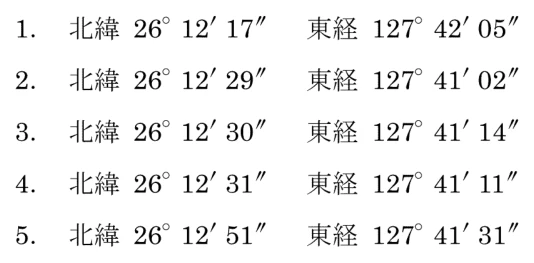 1. 北緯 26° 12′ 17″ 東経 127° 42′ 05″
2. 北緯 26° 12′ 29″ 東経 127° 41′ 02″
3. 北緯 26° 12′ 30″ 東経 127° 41′ 14″
4. 北緯 26° 12′ 31″ 東経 127° 41′ 11″
5. 北緯 26° 12′ 51″ 東経 127° 41′ 31″